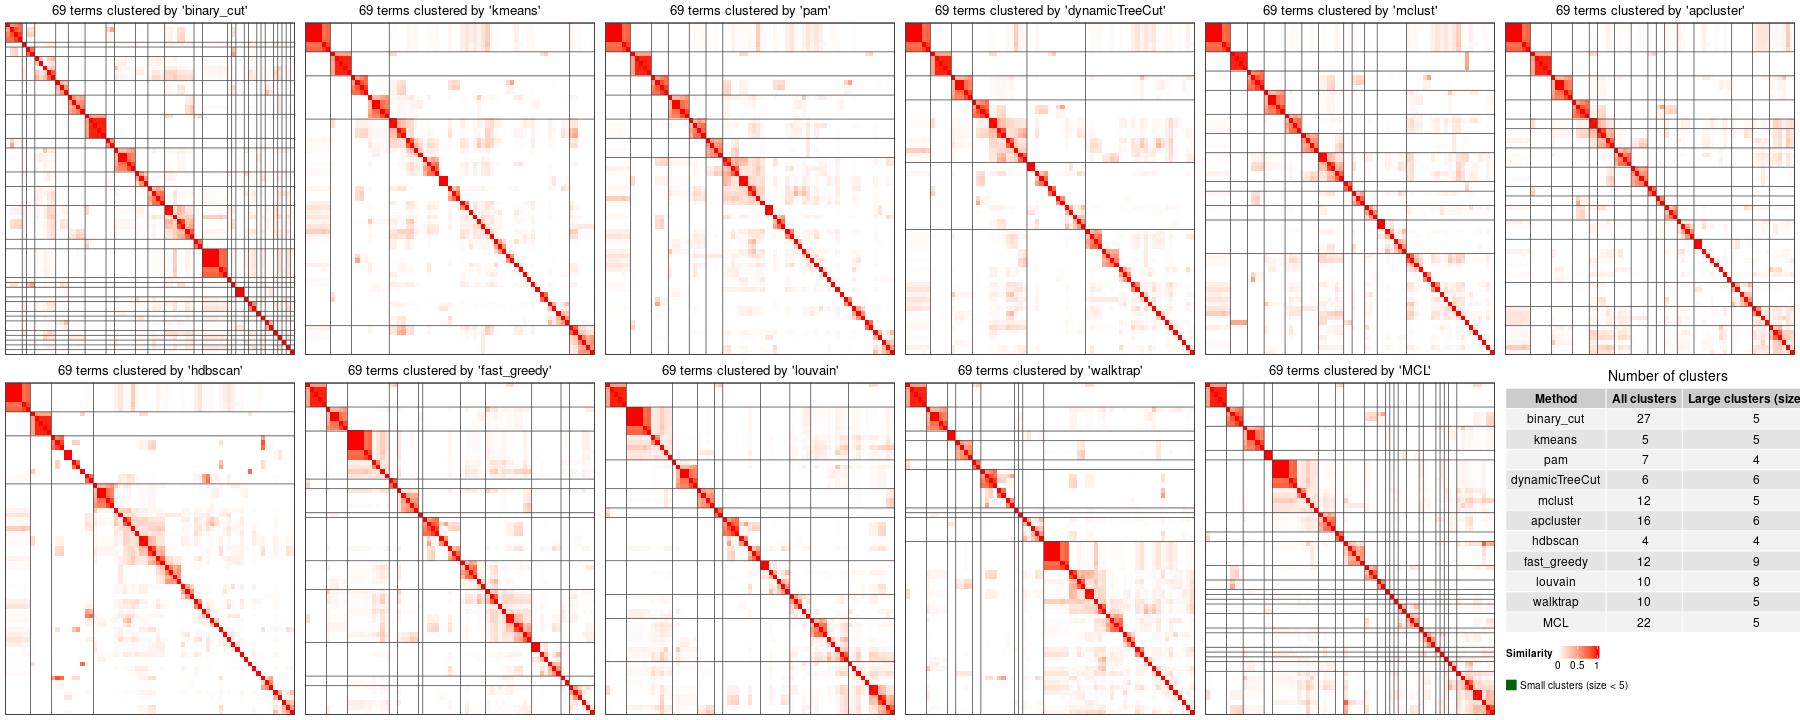 69 terms clustered by 'binary_cut'
69 terms clustered by 'kmeans'
69 terms clustered by 'pam'
69 terms clustered by 'dynamicTreeCut'
69 terms clustered by 'mclust'
69 terms clustered by 'apcluster'
69 terms clustered by 'hdbscan'
69 terms clustered by 'fast_greedy'
69 terms clustered by 'louvain'
69 terms clustered by 'walktrap'
69 terms clustered by 'MCL'
Number of clusters
Method All clusters Large clusters (size
binary_cut 27 5
kmeans 5 5
pam 7 4
dynamicTreeCut 6 6
mclust 12 5
apcluster 16 6
hdbscan 4 4
fast_greedy 12 9
louvain 10 8
walktrap 10 5
MCL 22 5
Similarity
0 0.5 1
Small clusters (size < 5)